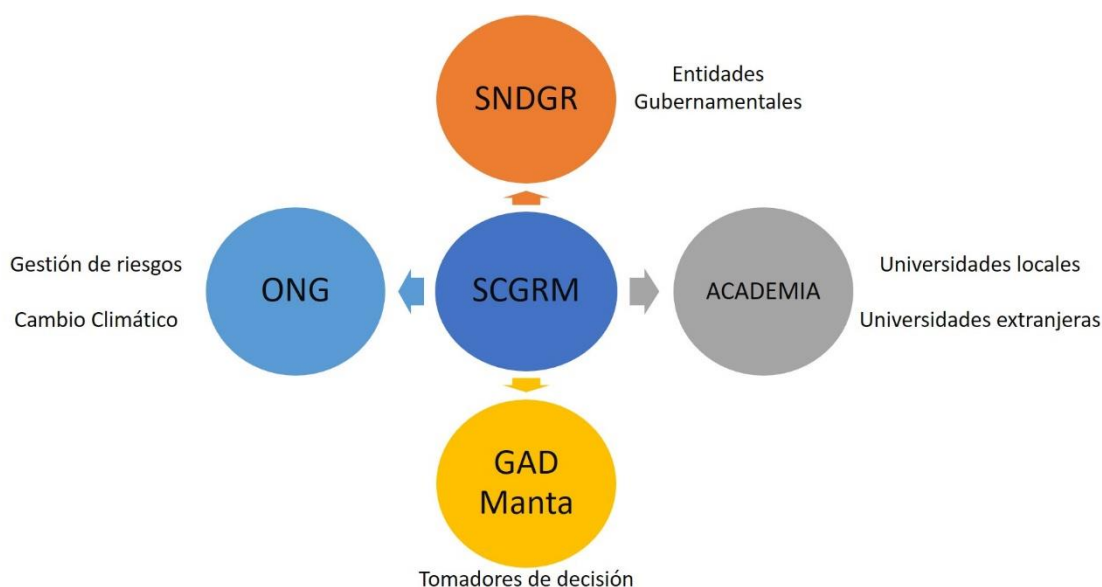 SNDGR
Entidades
Gubernamentales
Gestión de riesgos
Cambio Climático
ONG
SCGRM
ACADEMIA
Universidades locales
Universidades extranjeras
GAD
Manta
Tomadores de decisión